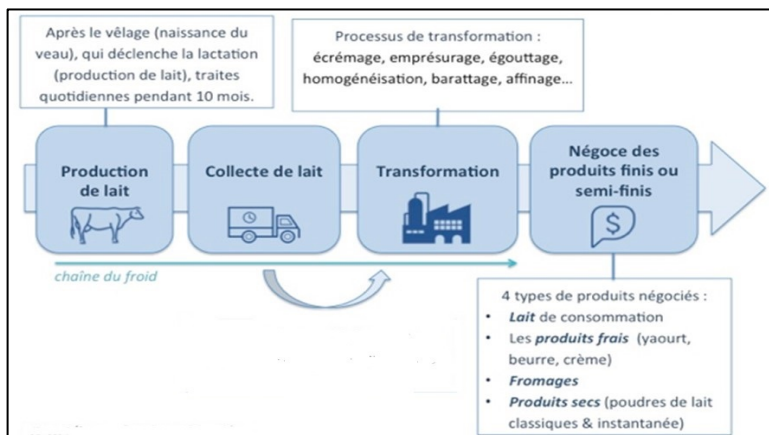 Après le vêlage (naissance du
veau), qui déclenche la lactation
(production de lait), traites
quotidiennes pendant 10 mois.
Processus de transformation :
écrémage, emprésurage, égouttage,
homogénéisation, barattage, affinage...
Production
de lait
Collecte de lait
Transformation
Négoce des
produits finis ou
semi-finis
$
chaîne du froid
4 types de produits négociés :
• Lait de consommation
• Les produits frais (yaourt,
beurre, crème)
• Fromages
• Produits secs (poudres de lait
classiques & instantanée)